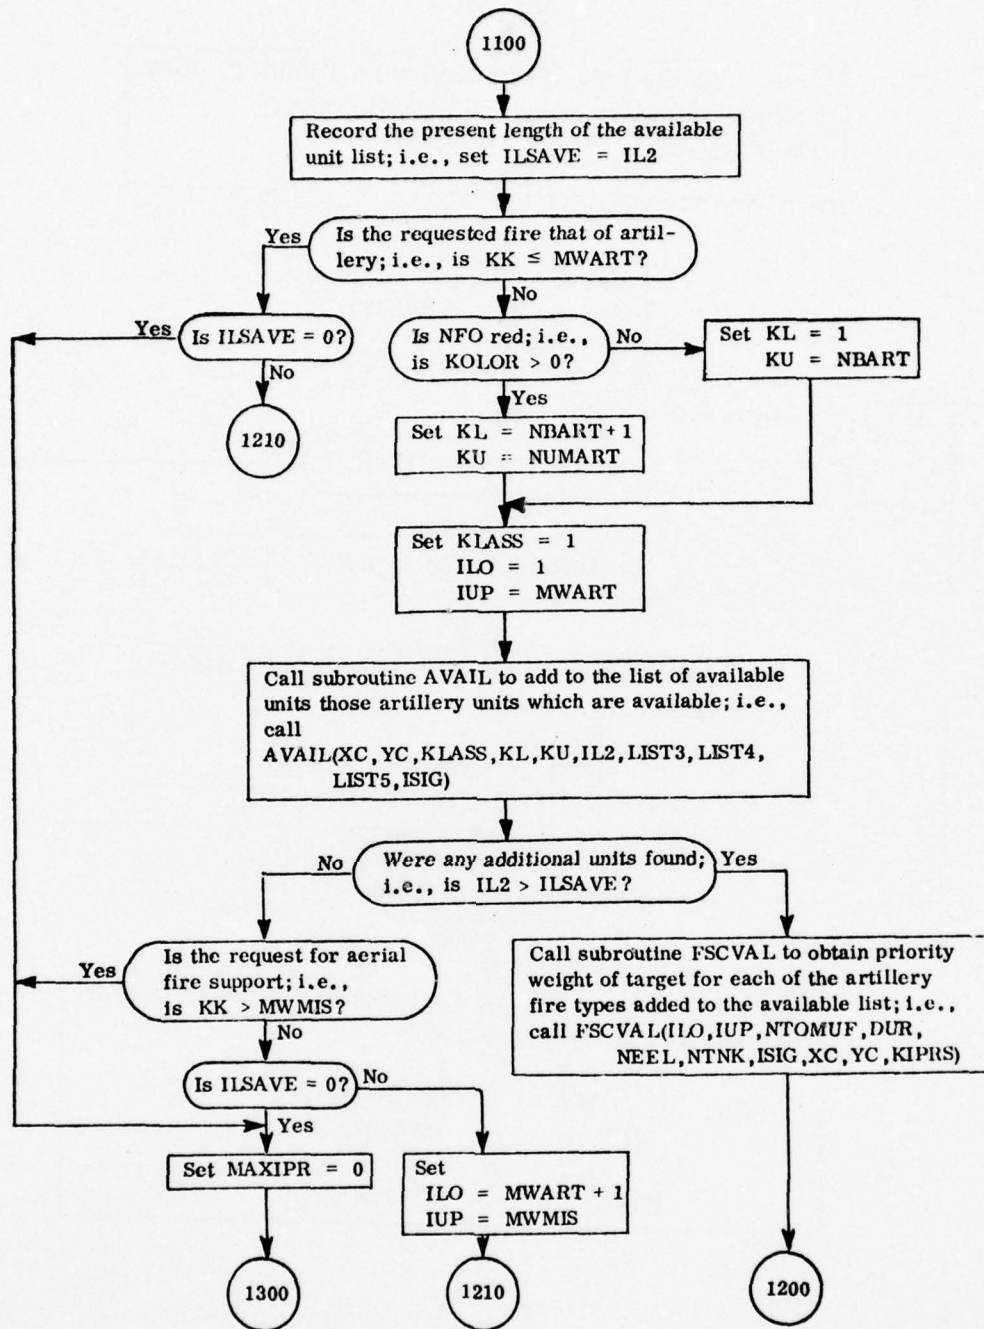 1100
Record the present length of the available
unit list; i.e., set ILSAVE = IL2
Yes
Is the requested fire that of artil-
lery; i.e., is KK ≤ MWART?
No
Yes
Is ILSAVE = 0?
No
1210
Is NFO red; i.e.,
is KOLOR > 0?
No
Set KL = 1
KU = NBART
Yes
Set KL = NBART+1
KU = NUMART
Set KLASS = 1
ILO = 1
IUP = MWART
Call subroutine AVAIL to add to the list of available
units those artillery units which are available; i.e.,
call
AVAIL(XC,YC,KLASS,KL,KU,IL2,LIST3,LIST4,
LIST5,ISIG)
No
Were any additional units found;
i.e., is IL2 > ILSAVE?
Yes
Yes
Is the request for aerial
fire support; i.e.,
is KK > MWMIS?
No
Call subroutine FSCVAL to obtain priority
weight of target for each of the artillery
fire types added to the available list; i.e.,
call FSCVAL(ILO,IUP,NTOMUF,DUR,
NEEL,NTNK,ISIG,XC,YC,KIPRS)
Is ILSAVE = 0?
No
Yes
Set MAXIPR = 0
Set
ILO = MWART + 1
IUP = MWMIS
1300
1210
1200